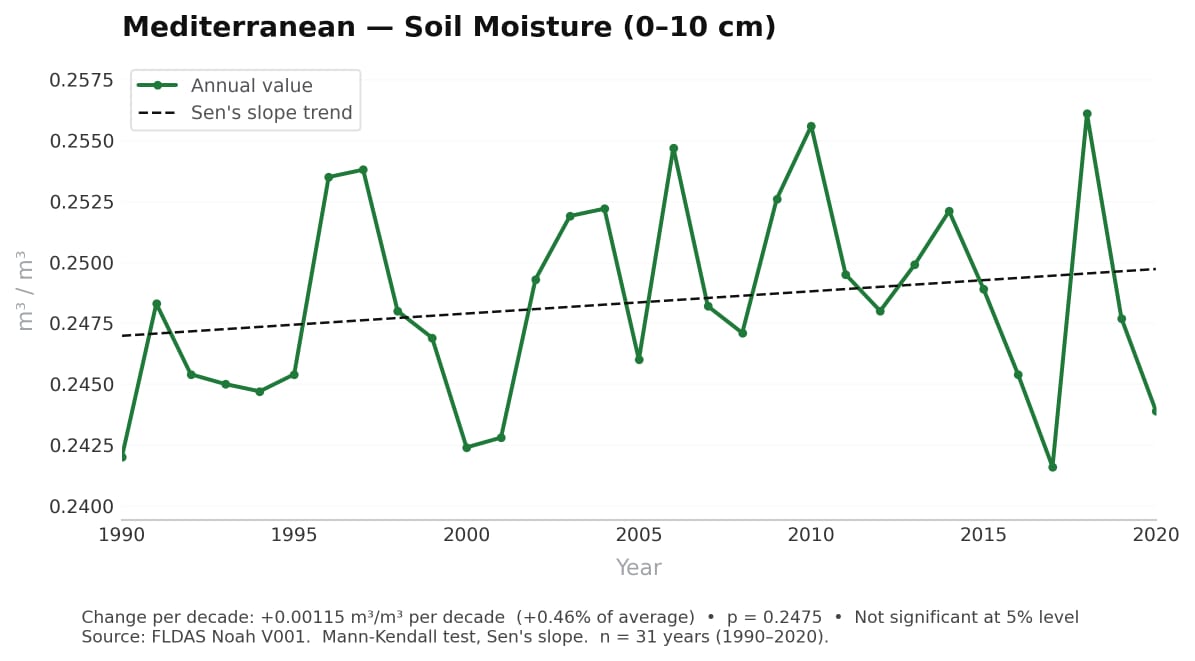 Mediterranean — Soil Moisture (0–10 cm)
Annual value
Sen's slope trend
m³ / m³
0.2575
0.2550
0.2525
0.2500
0.2475
0.2450
0.2425
0.2400
1990 1995 2000 2005 2010 2015 2020
Year
Change per decade: +0.00115 m³/m³ per decade  (+0.46% of average)  •  p = 0.2475  •  Not significant at 5% level
Source: FLDAS Noah V001.  Mann-Kendall test, Sen's slope.  n = 31 years (1990–2020).